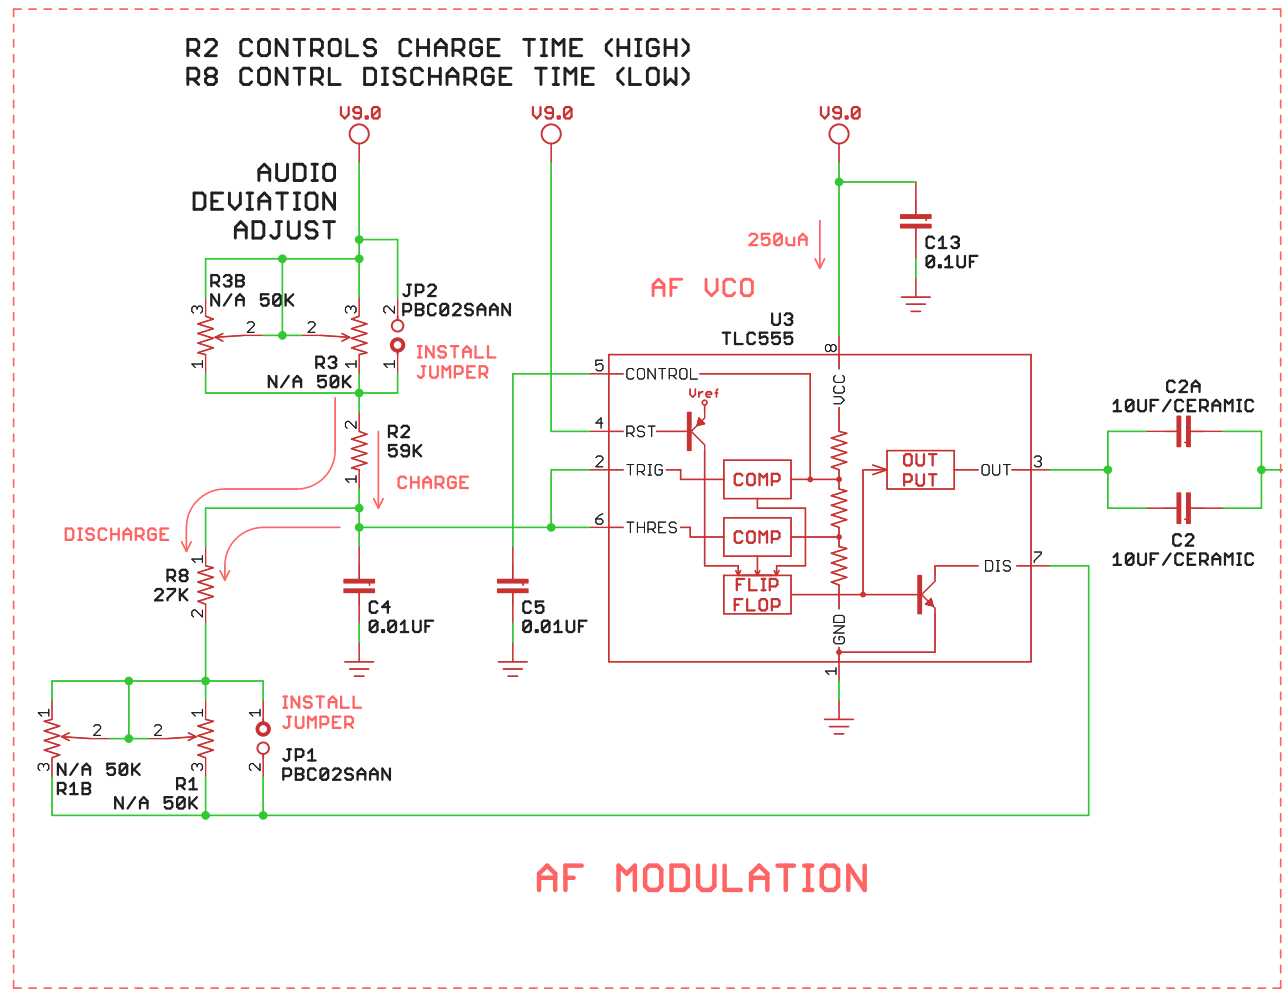 R2 CONTROLS CHARGE TIME (HIGH)
R8 CONTRL DISCHARGE TIME (LOW)
V9.0
V9.0
V9.0
AUDIO
DEVIATION
ADJUST
250uA
C13
0.1UF
R3B
N/A 50K
3
2
2
3
1
1
R3
N/A 50K
JP2
PBC02SAAN
2
1
INSTALL
JUMPER
AF VCO
U3
TLC555
8
5
CONTROL
VCC
Vref
4
RST
2
TRIG
COMP
6
THRES
COMP
FLIP
FLOP
OUT
PUT
OUT
3
DIS
7
GND
1
C2A
10UF/CERAMIC
C2
10UF/CERAMIC
2
R2
59K
1
CHARGE
DISCHARGE
1
R8
27K
2
C4
0.01UF
C5
0.01UF
1
2
2
1
3
3
N/A 50K
R1B
R1
N/A 50K
1
2
INSTALL
JUMPER
JP1
PBC02SAAN
AF MODULATION